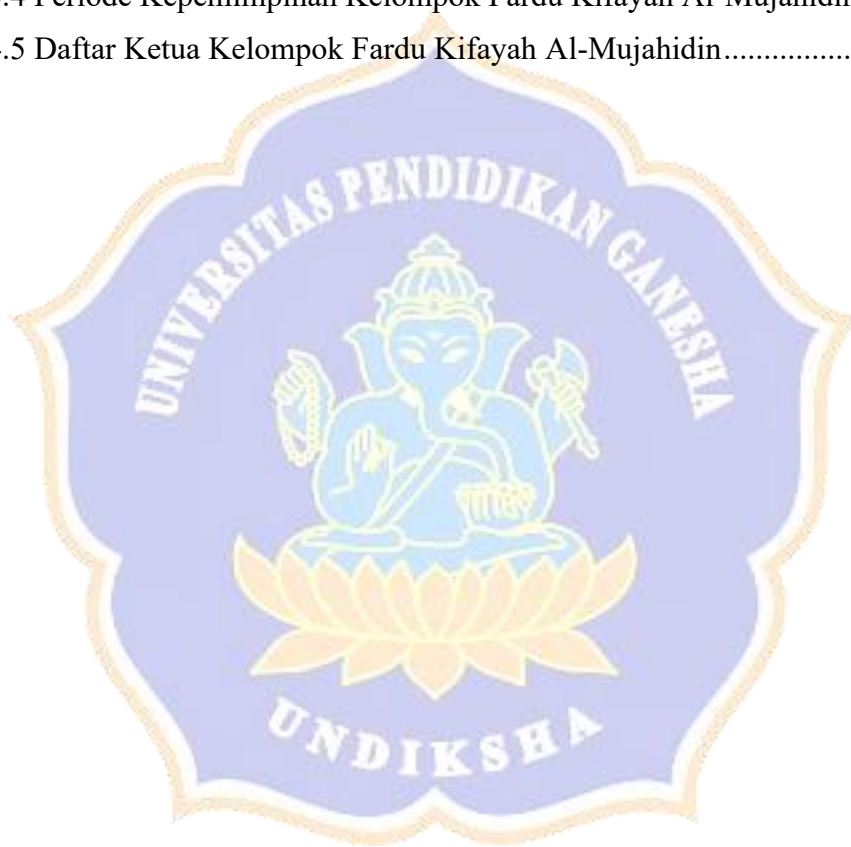 .4 Periode Kepemimpinan Kelompok Fardu Kifayah Al-Mujahidin
.5 Daftar Ketua Kelompok Fardu Kifayah Al-Mujahidin................
UNIVERSITAS PENDIDIKAN GANESHA
UNDIKSHA